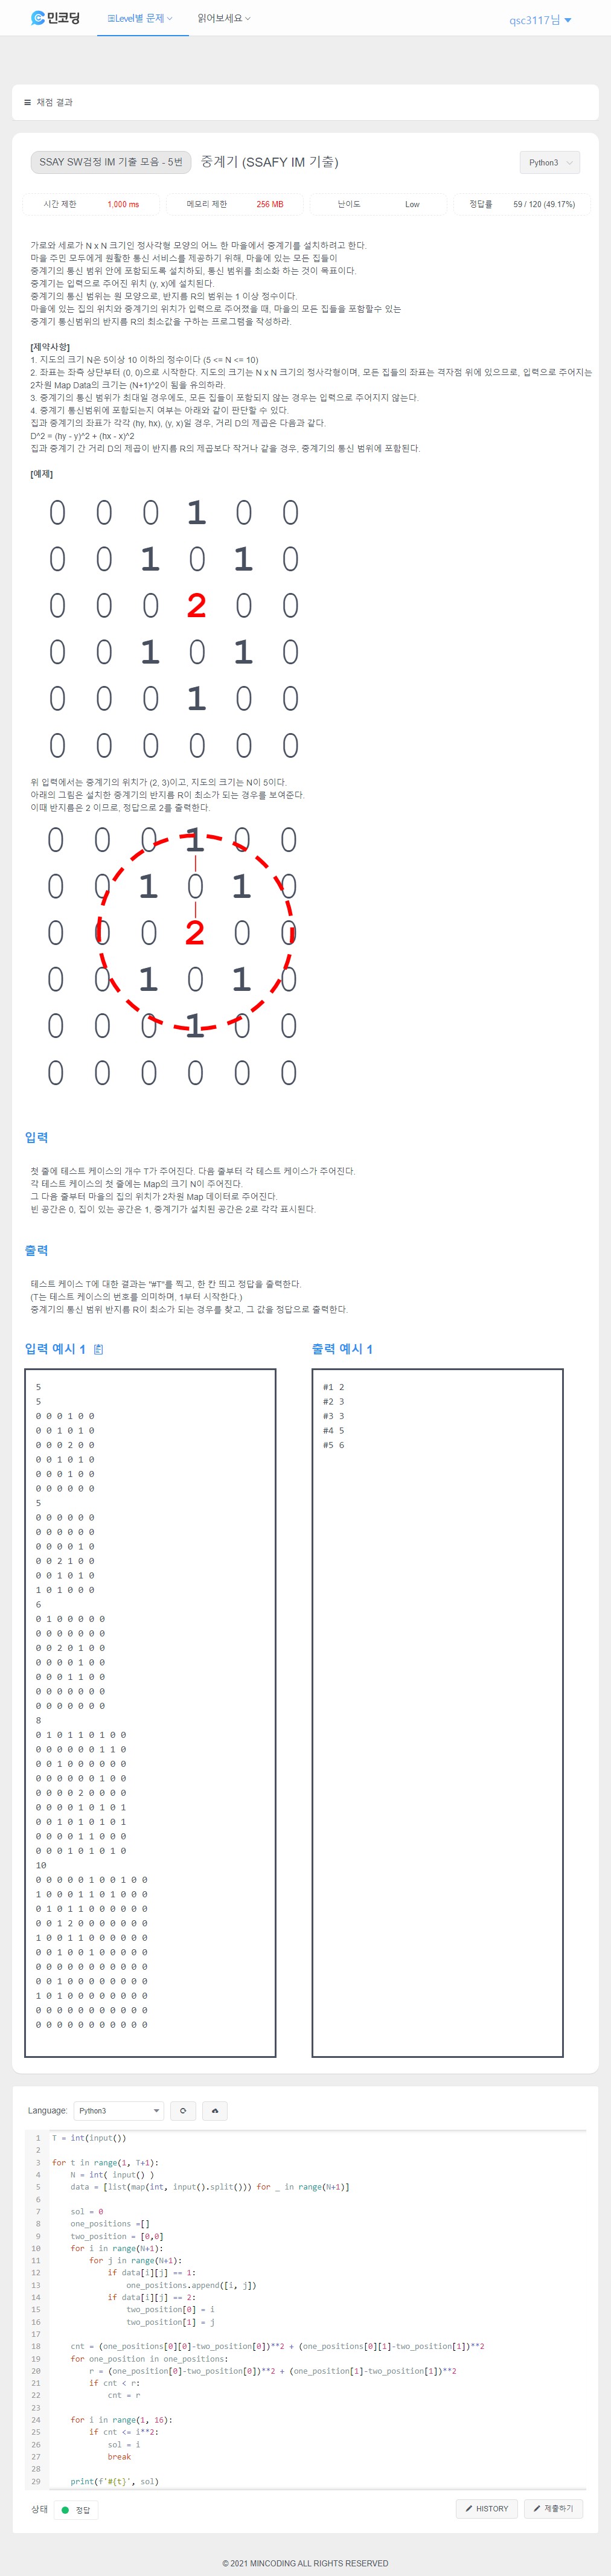 민코딩
Level별 문제
읽어보세요
qsc3117님
채점 결과
SSAY SW검정 IM 기출 모음 - 5번
중계기 (SSAFY IM 기출)
Python3
시간 제한 1,000 ms
메모리 제한 256 MB
난이도 Low
정답률 59 / 120 (49.17%)
가로와 세로가 N x N 크기인 정사각형 모양의 어느 한 마을에서 중계기를 설치하려고 한다.
마을 주민 모두에게 원활한 통신 서비스를 제공하기 위해, 마을에 있는 모든 집들이
중계기의 통신 범위 안에 포함되도록 설치하되, 통신 범위를 최소화 하는 것이 목표이다.
중계기는 입력으로 주어진 위치 (y, x)에 설치된다.
중계기의 통신 범위는 원 모양으로, 반지름 R의 범위는 1 이상 정수이다.
마을에 있는 집의 위치와 중계기의 위치가 입력으로 주어졌을 때, 마을의 모든 집들을 포함할수 있는
중계기 통신범위의 반지름 R의 최소값을 구하는 프로그램을 작성하라.
[제약사항]
1. 지도의 크기 N은 5이상 10 이하의 정수이다 (5 <= N <= 10)
2. 좌표는 좌측 상단부터 (0, 0)으로 시작한다. 지도의 크기는 N x N 크기의 정사각형이며, 모든 집들의 좌표는 격자점 위에 있으므로, 입력으로 주어지는
2차원 Map Data의 크기는 (N+1)^2이 됨을 유의하라.
3. 중계기의 통신 범위가 최대일 경우에도, 모든 집들이 포함되지 않는 경우는 입력으로 주어지지 않는다.
4. 중계기 통신범위에 포함되는지 여부는 아래와 같이 판단할 수 있다.
집과 중계기의 좌표가 각각 (hy, hx), (y, x)일 경우, 거리 D의 제곱은 다음과 같다.
D^2 = (hy - y)^2 + (hx - x)^2
집과 중계기 간 거리 D의 제곱이 반지름 R의 제곱보다 작거나 같을 경우, 중계기의 통신 범위에 포함된다.
[예제]
0 0 0 1 0 0
0 0 1 0 1 0
0 0 0 2 0 0
0 0 1 0 1 0
0 0 0 1 0 0
0 0 0 0 0 0
위 입력에서는 중계기의 위치가 (2, 3)이고, 지도의 크기는 N이 5이다.
아래의 그림은 설치한 중계기의 반지름 R이 최소가 되는 경우를 보여준다.
이때 반지름은 2 이므로, 정답으로 2를 출력한다.
0 0 0 1 0 0
0 0 1 0 1 0
0 0 0 2 0 0
0 0 1 0 1 0
0 0 0 1 0 0
0 0 0 0 0 0
입력
첫 줄에 테스트 케이스의 개수 T가 주어진다. 다음 줄부터 각 테스트 케이스가 주어진다.
각 테스트 케이스의 첫 줄에는 Map의 크기 N이 주어진다.
그 다음 줄부터 마을의 집의 위치가 2차원 Map 데이터로 주어진다.
빈 공간은 0, 집이 있는 공간은 1, 중계기가 설치된 공간은 2로 각각 표시된다.
출력
테스트 케이스 T에 대한 결과는 "#T"를 찍고, 한 칸 띄고 정답을 출력한다.
(T는 테스트 케이스의 번호를 의미하며, 1부터 시작한다.)
중계기의 통신 범위 반지름 R이 최소가 되는 경우를 찾고, 그 값을 정답으로 출력한다.
입력 예시 1
5
5
0 0 0 1 0 0
0 0 1 0 1 0
0 0 0 2 0 0
0 0 1 0 1 0
0 0 0 1 0 0
0 0 0 0 0 0
5
0 0 0 0 0 0
0 0 0 0 0 0
0 0 0 0 1 0
0 0 2 1 0 0
0 0 1 0 1 0
1 0 1 0 0 0
6
0 1 0 0 0 0 0
0 0 0 0 0 0 0
0 0 2 0 1 0 0
0 0 0 0 1 0 0
0 0 0 1 1 0 0
0 0 0 0 0 0 0
0 0 0 0 0 0 0
8
0 1 0 1 1 0 1 0 0
0 0 0 0 0 0 1 1 0
0 0 1 0 0 0 0 0 0
0 0 0 0 0 0 1 0 0
0 0 0 0 2 0 0 0 0
0 0 0 0 1 0 1 0 1
0 0 1 0 1 0 1 0 1
0 0 0 0 1 1 0 0 0
0 0 0 1 0 1 0 1 0
10
0 0 0 0 0 1 0 0 1 0 0
1 0 0 0 1 1 0 1 0 0 0
0 1 0 1 1 0 0 0 0 0 0
0 0 1 2 0 0 0 0 0 0 0
1 0 0 1 1 0 0 0 0 0 0
0 0 1 0 0 1 0 0 0 0 0
0 0 0 0 0 0 0 0 0 0 0
0 0 1 0 0 0 0 0 0 0 0
1 0 1 0 0 0 0 0 0 0 0
0 0 0 0 0 0 0 0 0 0 0
0 0 0 0 0 0 0 0 0 0 0
출력 예시 1
#1 2
#2 3
#3 3
#4 5
#5 6
Language: Python3
1 T = int(input())
2
3 for t in range(1, T+1):
4     N = int( input() )
5     data = [list(map(int, input().split())) for _ in range(N+1)]
6
7     sol = 0
8     one_positions =[]
9     two_position = [0,0]
10     for i in range(N+1):
11         for j in range(N+1):
12             if data[i][j] == 1:
13                 one_positions.append([i, j])
14             if data[i][j] == 2:
15                 two_position[0] = i
16                 two_position[1] = j
17
18     cnt = (one_positions[0][0]-two_position[0])**2 + (one_positions[0][1]-two_position[1])**2
19     for one_position in one_positions:
20         r = (one_position[0]-two_position[0])**2 + (one_position[1]-two_position[1])**2
21         if cnt < r:
22             cnt = r
23
24     for i in range(1, 16):
25         if cnt <= i**2:
26             sol = i
27             break
28
29     print(f'#{t}', sol)
상태 정답
HISTORY
제출하기
© 2021 MINCODING ALL RIGHTS RESERVED